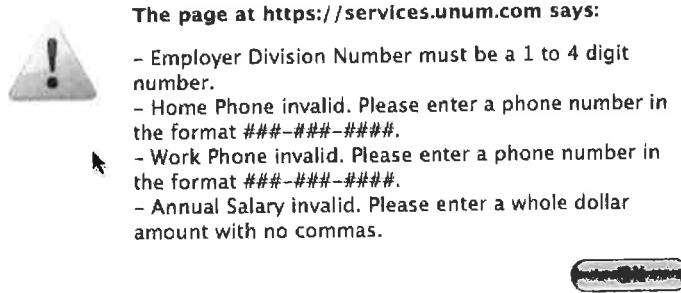 The page at https://services.unum.com says:
– Employer Division Number must be a 1 to 4 digit
number.
– Home Phone invalid. Please enter a phone number in
the format ###-###-####.
– Work Phone invalid. Please enter a phone number in
the format ###-###-####.
– Annual Salary invalid. Please enter a whole dollar
amount with no commas.